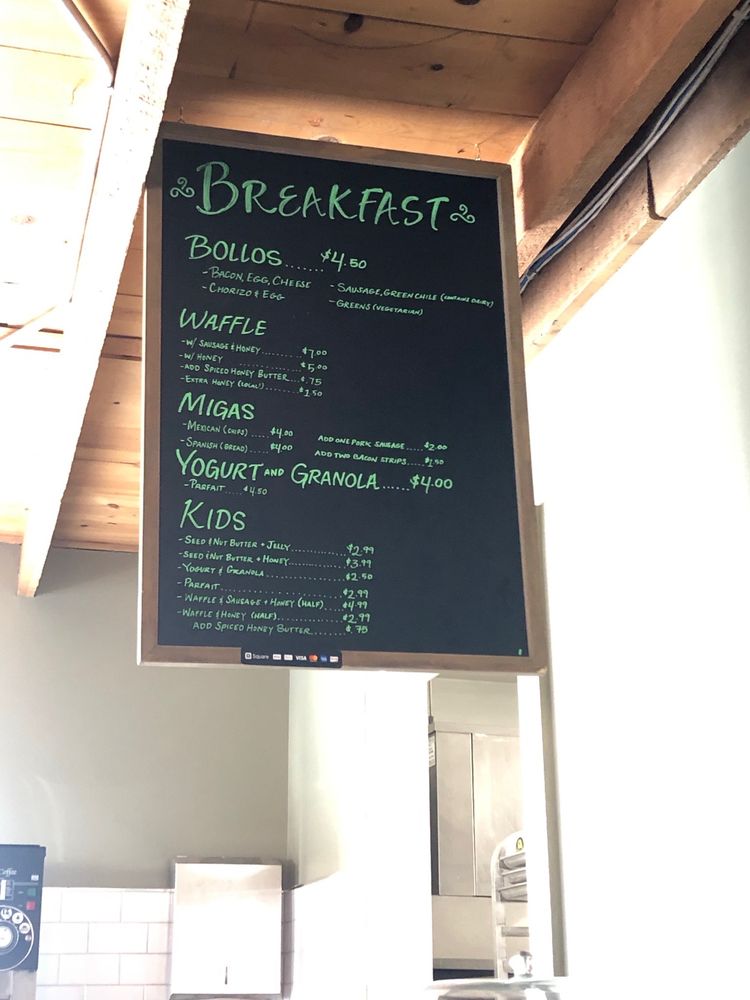 BREAKFAST
BOLLOS.......$4.50
- BACON, EGG, CHEESE
- CHORIZO & EGG
- SAUSAGE, GREEN CHILE (CONTAINS DAIRY)
- GREENS (VEGETARIAN)
WAFFLE
- W/ SAUSAGE & HONEY..........$7.00
- W/ HONEY ..............$5.00
- ADD SPICED HONEY BUTTER...$.75
- EXTRA HONEY (LOCAL!)........$1.50
MIGAS
- MEXICAN (CHIPS).....$4.00
- SPANISH (BREAD).....$4.00
ADD ONE PORK SAUSAGE.....$2.00
ADD TWO BACON STRIPS.....$1.50
YOGURT AND GRANOLA.....$4.00
- PARFAIT.....$4.50
KIDS
- SEED & NUT BUTTER + JELLY..............$2.99
- SEED & NUT BUTTER + HONEY..............$3.99
- YOGURT & GRANOLA....................$2.50
- PARFAIT..............................$2.99
- WAFFLE & SAUSAGE + HONEY (HALF)....$4.99
- WAFFLE & HONEY (HALF)...............$2.99
ADD SPICED HONEY BUTTER........$.75
Square VISA
Coffee